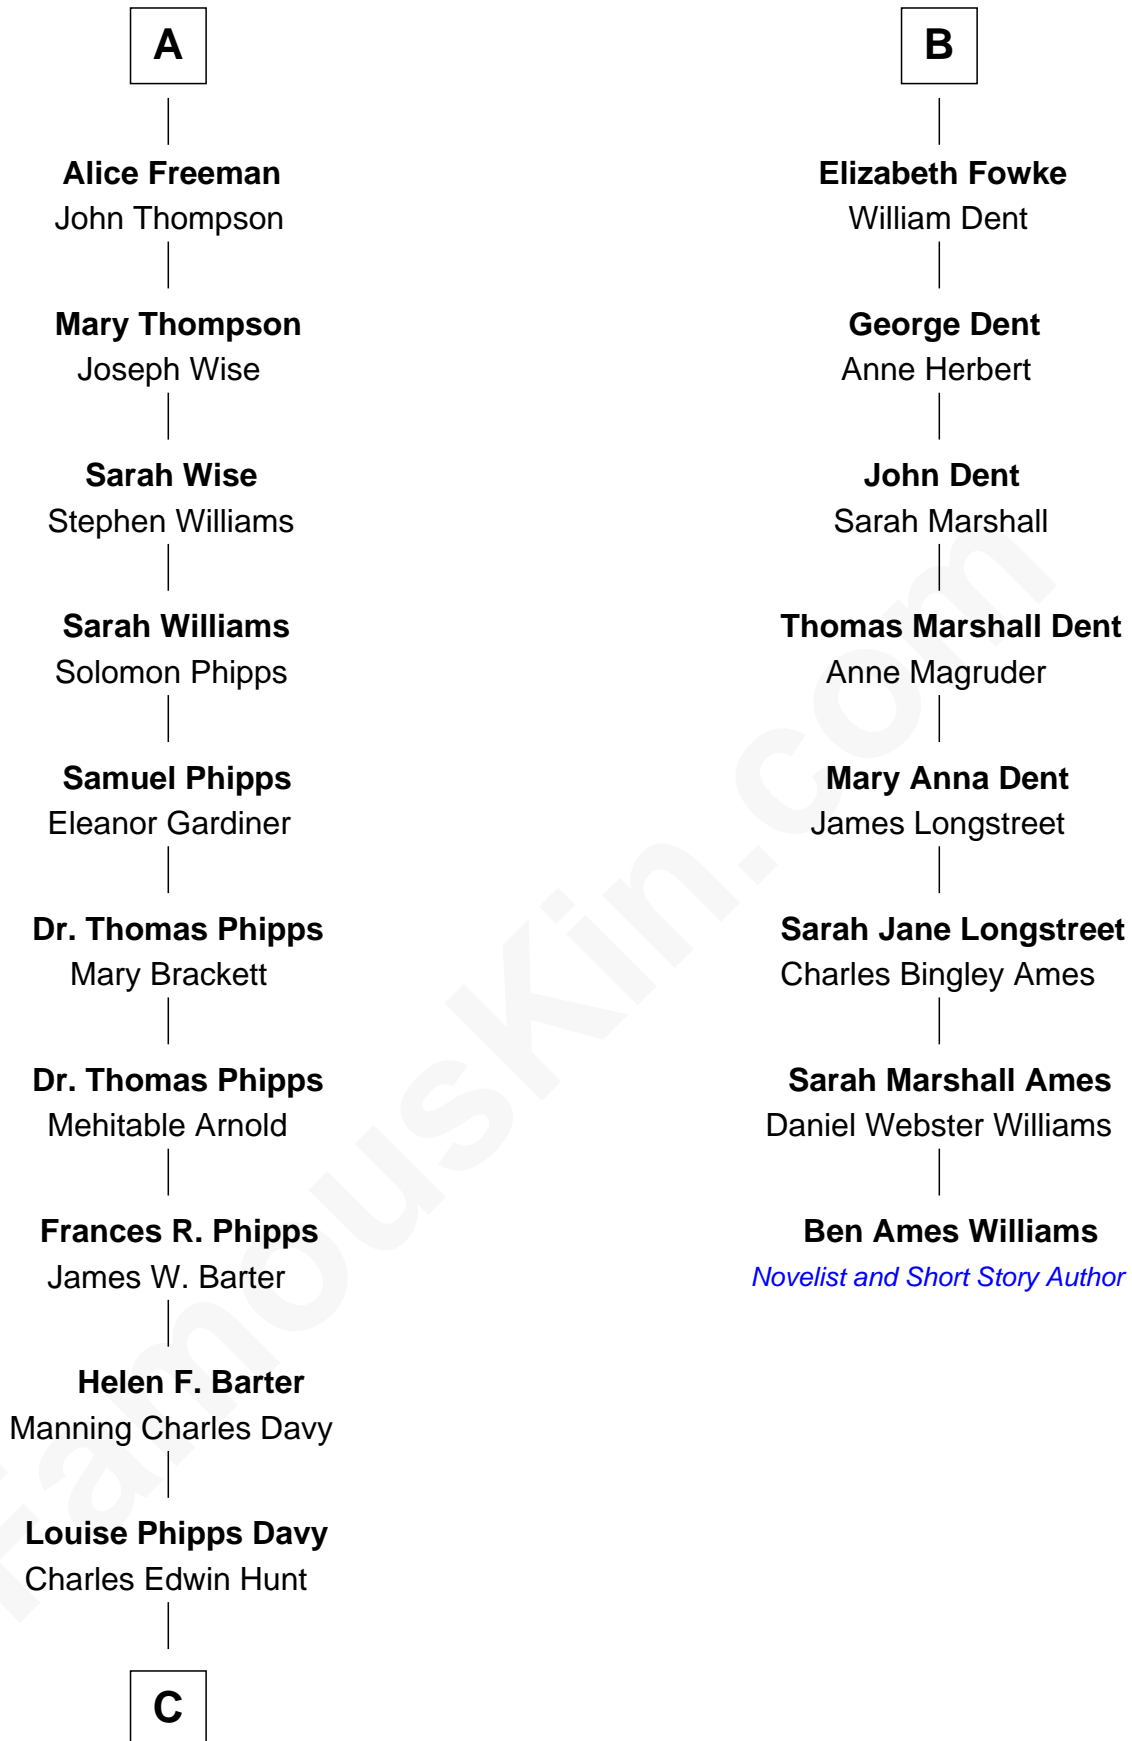 A
Alice Freeman
John Thompson
Mary Thompson
Joseph Wise
Sarah Wise
Stephen Williams
Sarah Williams
Solomon Phipps
Samuel Phipps
Eleanor Gardiner
Dr. Thomas Phipps
Mary Brackett
Dr. Thomas Phipps
Mehitable Arnold
Frances R. Phipps
James W. Barter
Helen F. Barter
Manning Charles Davy
Louise Phipps Davy
Charles Edwin Hunt
C
B
Elizabeth Fowke
William Dent
George Dent
Anne Herbert
John Dent
Sarah Marshall
Thomas Marshall Dent
Anne Magruder
Mary Anna Dent
James Longstreet
Sarah Jane Longstreet
Charles Bingley Ames
Sarah Marshall Ames
Daniel Webster Williams
Ben Ames Williams
Novelist and Short Story Author
FamousKin.com